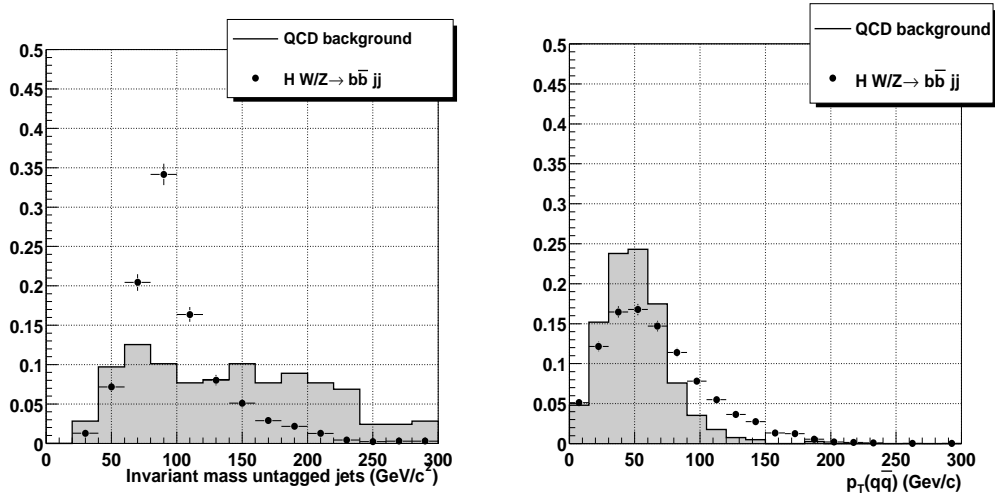 QCD background
H W/Z→ bb̅ jj
0.5
0.45
0.4
0.35
0.3
0.25
0.2
0.15
0.1
0.05
0
0 50 100 150 200 250 300
Invariant mass untagged jets (GeV/c²)
QCD background
H W/Z→ bb̅ jj
0.5
0.45
0.4
0.35
0.3
0.25
0.2
0.15
0.1
0.05
0
0 50 100 150 200 250 300
p_T(qq̅) (Gev/c)